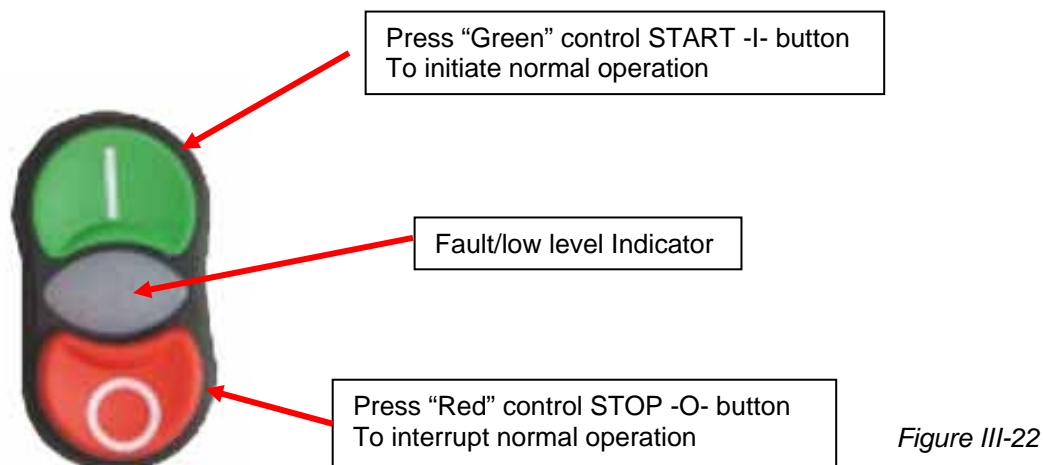 Press “Green” control START -I- button
To initiate normal operation
Fault/low level Indicator
Press “Red” control STOP -O- button
To interrupt normal operation
Figure III-22